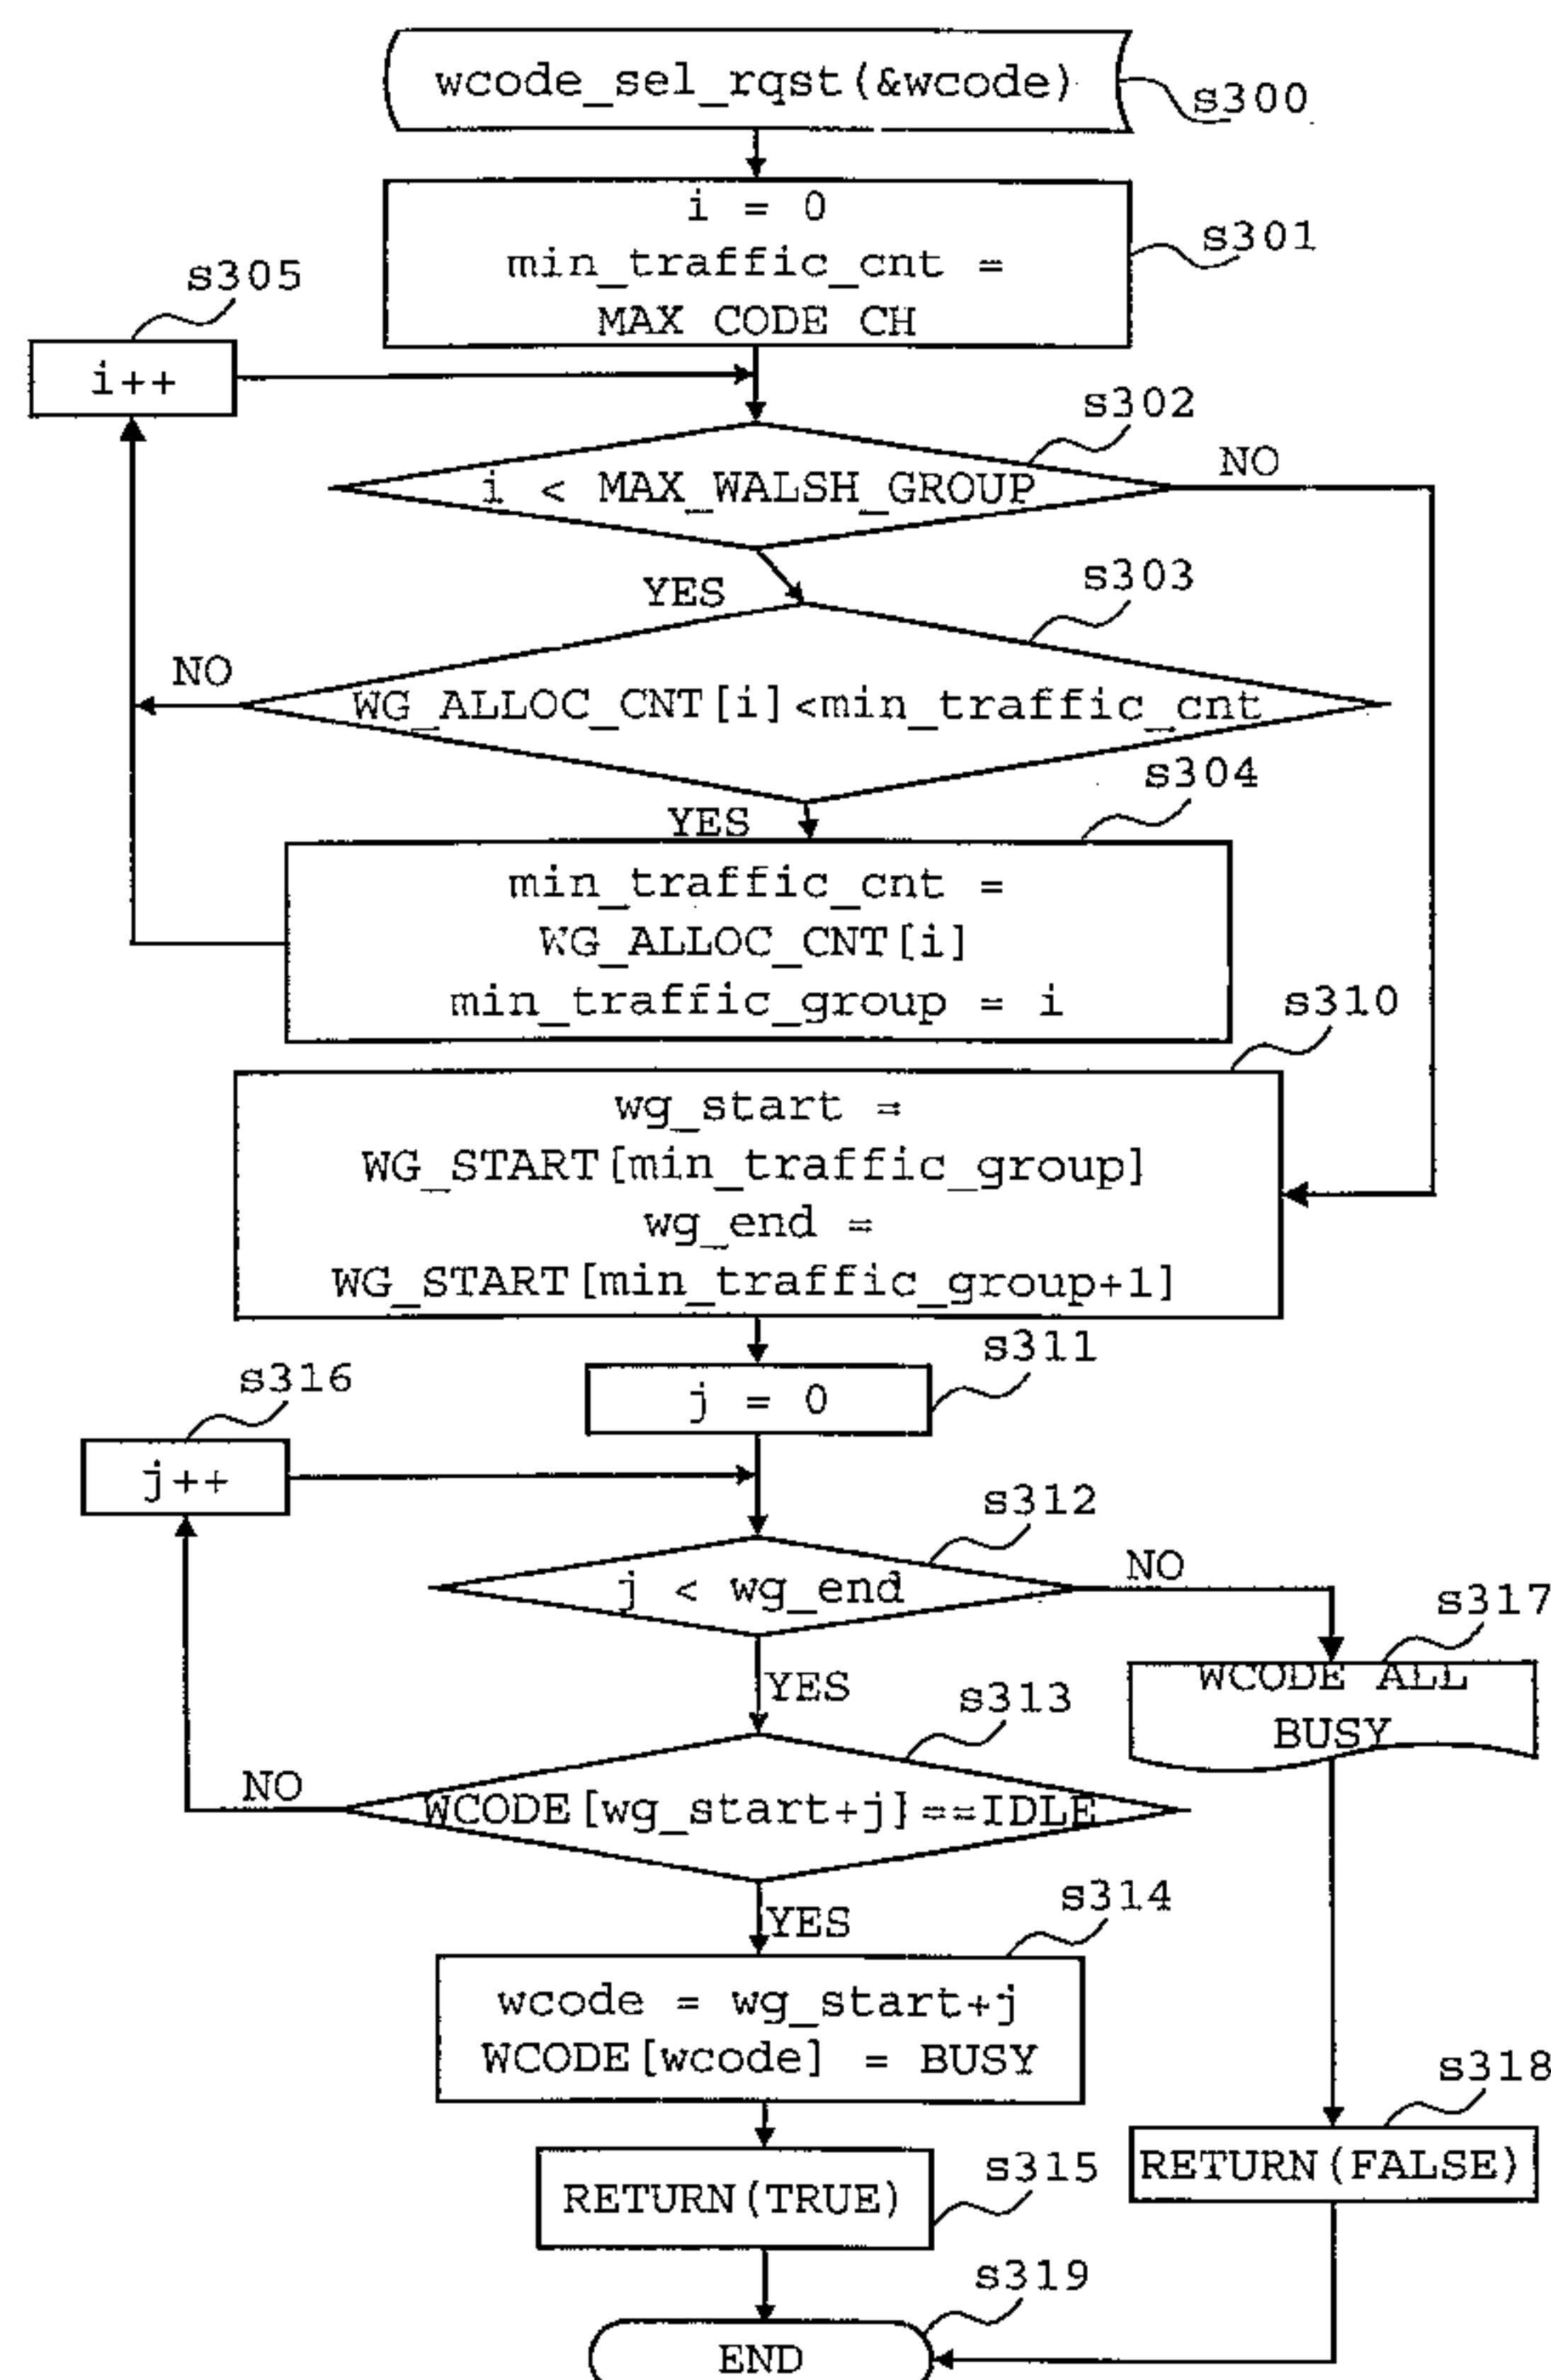 wcode_sel_rqst(&wcode)
s300
i = 0
min_traffic_cnt =
MAX CODE CH
s301
s305
i++
s302
i < MAX_WALSH_GROUP
NO
YES
s303
WG_ALLOC_CNT[i]<min_traffic_cnt
NO
YES
s304
min_traffic_cnt =
WG_ALLOC_CNT[i]
min_traffic_group = i
s310
wg_start =
WG_START[min_traffic_group]
wg_end =
WG_START[min_traffic_group+1]
s311
j = 0
s316
j++
s312
j < wg_end
NO
YES
s317
WCODE ALL
BUSY
s313
WCODE[wg_start+j]==IDLE
NO
YES
s314
wcode = wg_start+j
WCODE[wcode] = BUSY
s315
RETURN(TRUE)
s318
RETURN(FALSE)
s319
END